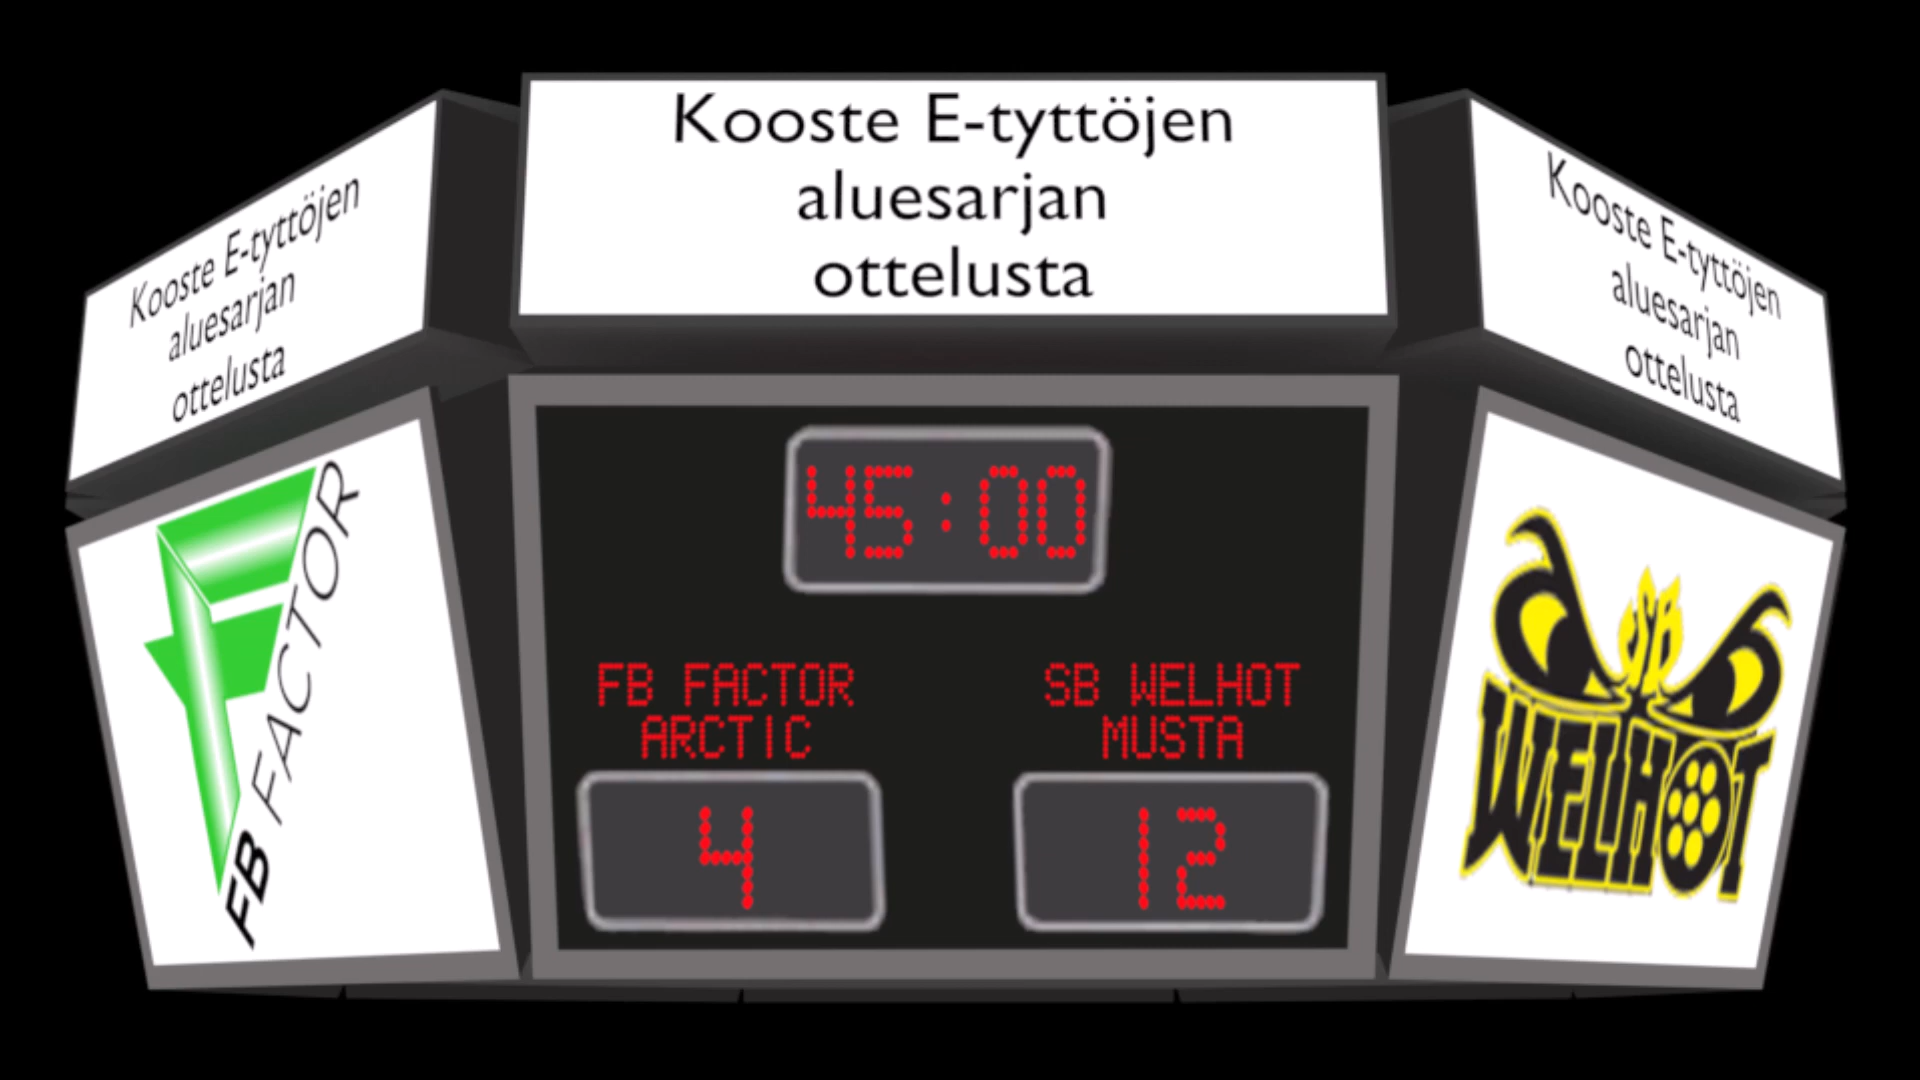 Kooste E-tyttöjen
aluesarjan
ottelusta
Kooste E-tyttöjen
aluesarjan
ottelusta
Kooste E-tyttöjen
aluesarjan
ottelusta
FB FACTOR
45:00
FB FACTOR
ARCTIC
4
SB WELHOT
MUSTA
12
SB
WELHOT